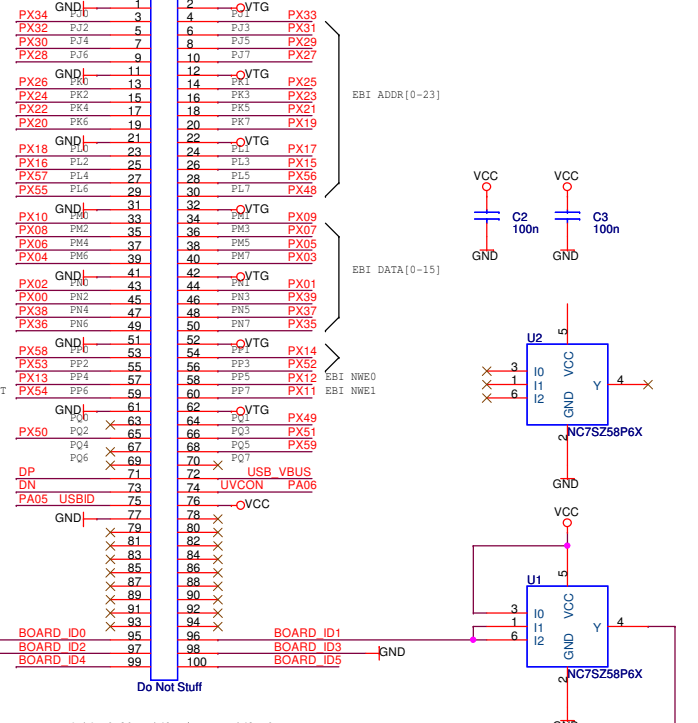 GND 1 2 VTG
PX34 PJ0 3 4 PJ1 PX33
PX32 PJ2 5 6 PJ3 PX31
PX30 PJ4 7 8 PJ5 PX29
PX28 PJ6 9 10 PJ7 PX27
GND 11 12 VTG
PX26 PK0 13 14 PK1 PX25
PX24 PK2 15 16 PK3 PX23
EBI ADDR[0-23]
PX22 PK4 17 18 PK5 PX21
PX20 PK6 19 20 PK7 PX19
GND 21 22 VTG
PX18 PL0 23 24 PL1 PX17
PX16 PL2 25 26 PL3 PX15
PX57 PL4 27 28 PL5 PX56
PX55 PL6 29 30 PL7 PX48
GND 31 32 VTG
PX10 PM0 33 34 PM1 PX09
PX08 PM2 35 36 PM3 PX07
PX06 PM4 37 38 PM5 PX05
PX04 PM6 39 40 PM7 PX03
EBI DATA[0-15]
GND 41 42 VTG
PX02 PN0 43 44 PN1 PX01
PX00 PN2 45 46 PN3 PX39
PX38 PN4 47 48 PN5 PX37
PX36 PN6 49 50 PN7 PX35
GND 51 52 VTG
PX58 PP0 53 54 PP1 PX14
PX53 PP2 55 56 PP3 PX52
PX13 PP4 57 58 PP5 PX12 EBI NWE0
T PX54 PP6 59 60 PP7 PX11 EBI NWE1
GND 61 62 VTG
PQ0 63 64 PQ1 PX49
PX50 PQ2 65 66 PQ3 PX51
PQ4 67 68 PQ5 PX59
PQ6 69 70 PQ7
DP 71 72 USB_VBUS
DN 73 74 UVCON PA06
PA05 USBID 75 76 VCC
GND 77 78
79 80
81 82
83 84
85 86
87 88
89 90
91 92
93 94
BOARD_ID0 95 96 BOARD_ID1
BOARD_ID2 97 98 BOARD_ID3 GND
BOARD_ID4 99 100 BOARD_ID5
Do Not Stuff
VCC VCC
C2 C3
100n 100n
GND GND
U2
5
VCC
3 I0
1 I1 Y 4
6 I2
GND
2
NC7SZ58P6X
GND
VCC
U1
5
VCC
3 I0
1 I1 Y 4
6 I2
GND
2
NC7SZ58P6X